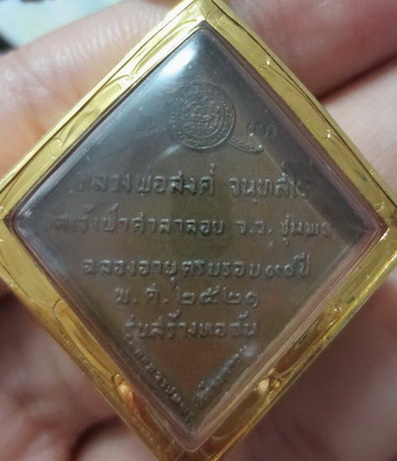 หลวงพ่อสงค์ จนฺทสโร
วัดเจ้าฟ้าศาลาลอย จ.ว. ชุมพร
ฉลองอายุครบรอบ๙๐ปี
พ.ศ. ๒๕๒๑
รุ่นสร้างหอฉัน